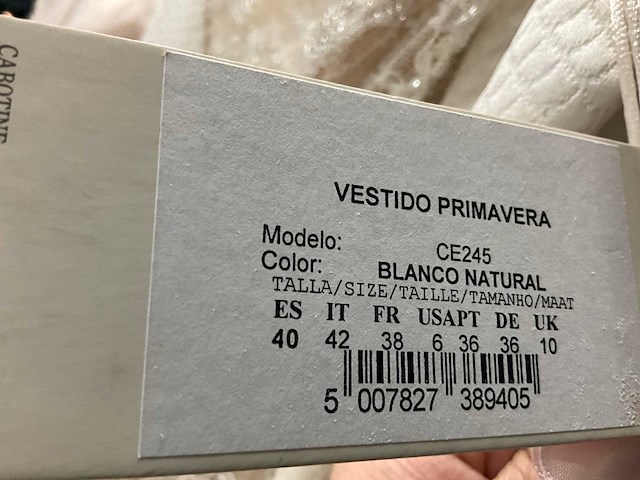 CABOTINE
VESTIDO PRIMAVERA
Modelo: CE245
Color: BLANCO NATURAL
TALLA/SIZE/TAILLE/TAMANHO/MAAT
ES IT FR USAPT DE UK
40 42 38 6 36 36 10
5 007827 389405